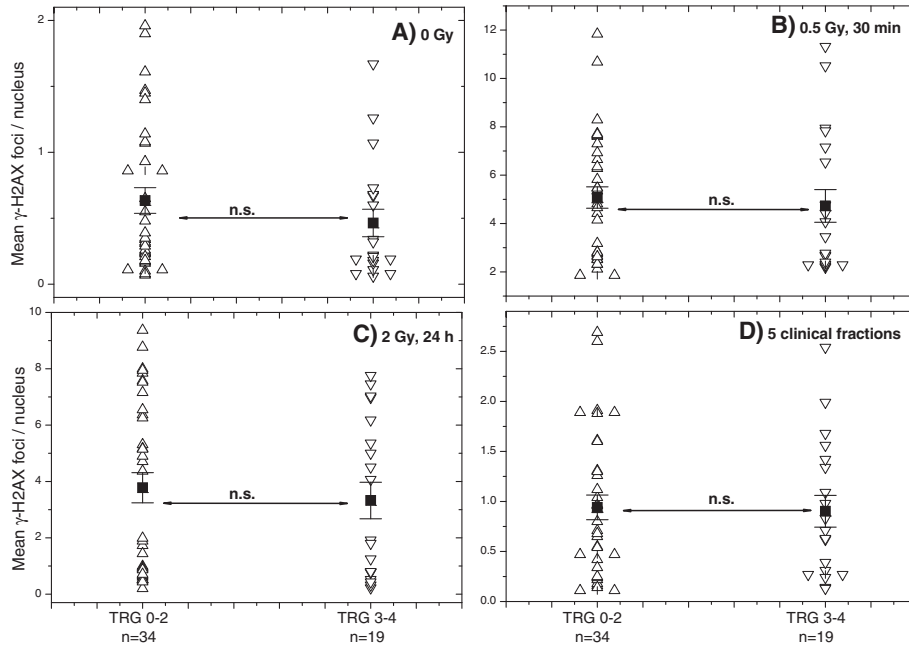 A) 0 Gy
Mean γ-H2AX foci / nucleus
2
1
0
n.s.
B) 0.5 Gy, 30 min
12
10
8
6
4
2
n.s.
C) 2 Gy, 24 h
Mean γ-H2AX foci / nucleus
10
8
6
4
2
0
n.s.
TRG 0-2
n=34
TRG 3-4
n=19
D) 5 clinical fractions
2.5
2.0
1.5
1.0
0.5
0.0
n.s.
TRG 0-2
n=34
TRG 3-4
n=19